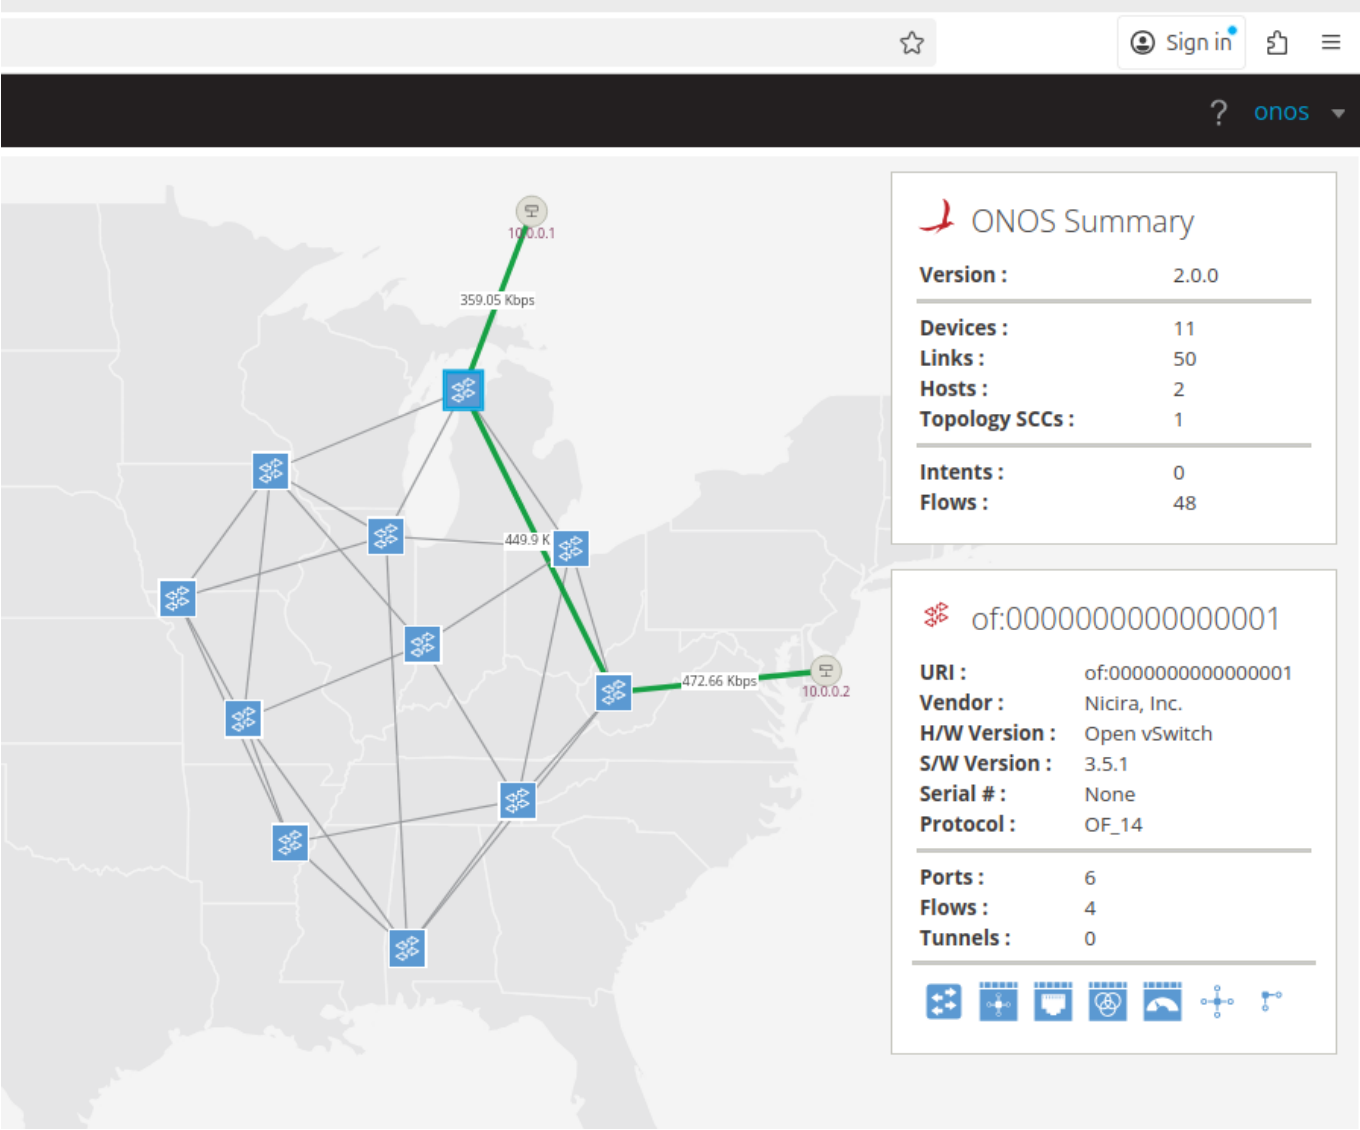 Sign in
? onos
10.0.0.1
359.05 Kbps
449.9 K
472.66 Kbps
10.0.0.2
ONOS Summary
Version : 2.0.0
Devices : 11
Links : 50
Hosts : 2
Topology SCCs : 1
Intents : 0
Flows : 48
of:0000000000000001
URI : of:0000000000000001
Vendor : Nicira, Inc.
H/W Version : Open vSwitch
S/W Version : 3.5.1
Serial # : None
Protocol : OF_14
Ports : 6
Flows : 4
Tunnels : 0